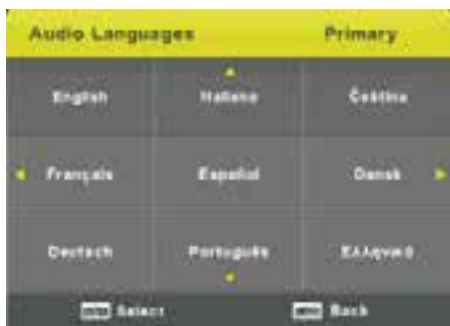 Audio Languages Primary
English Italiano Čeština
Français Español Dansk
Deutsch Português Ελληνικά
Select Back